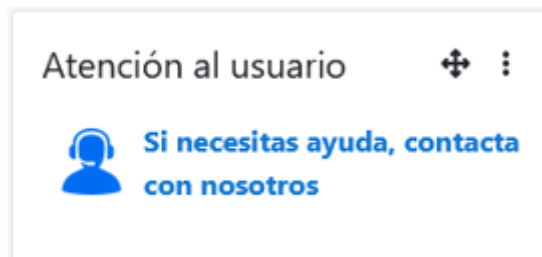 Atención al usuario
Si necesitas ayuda, contacta
con nosotros